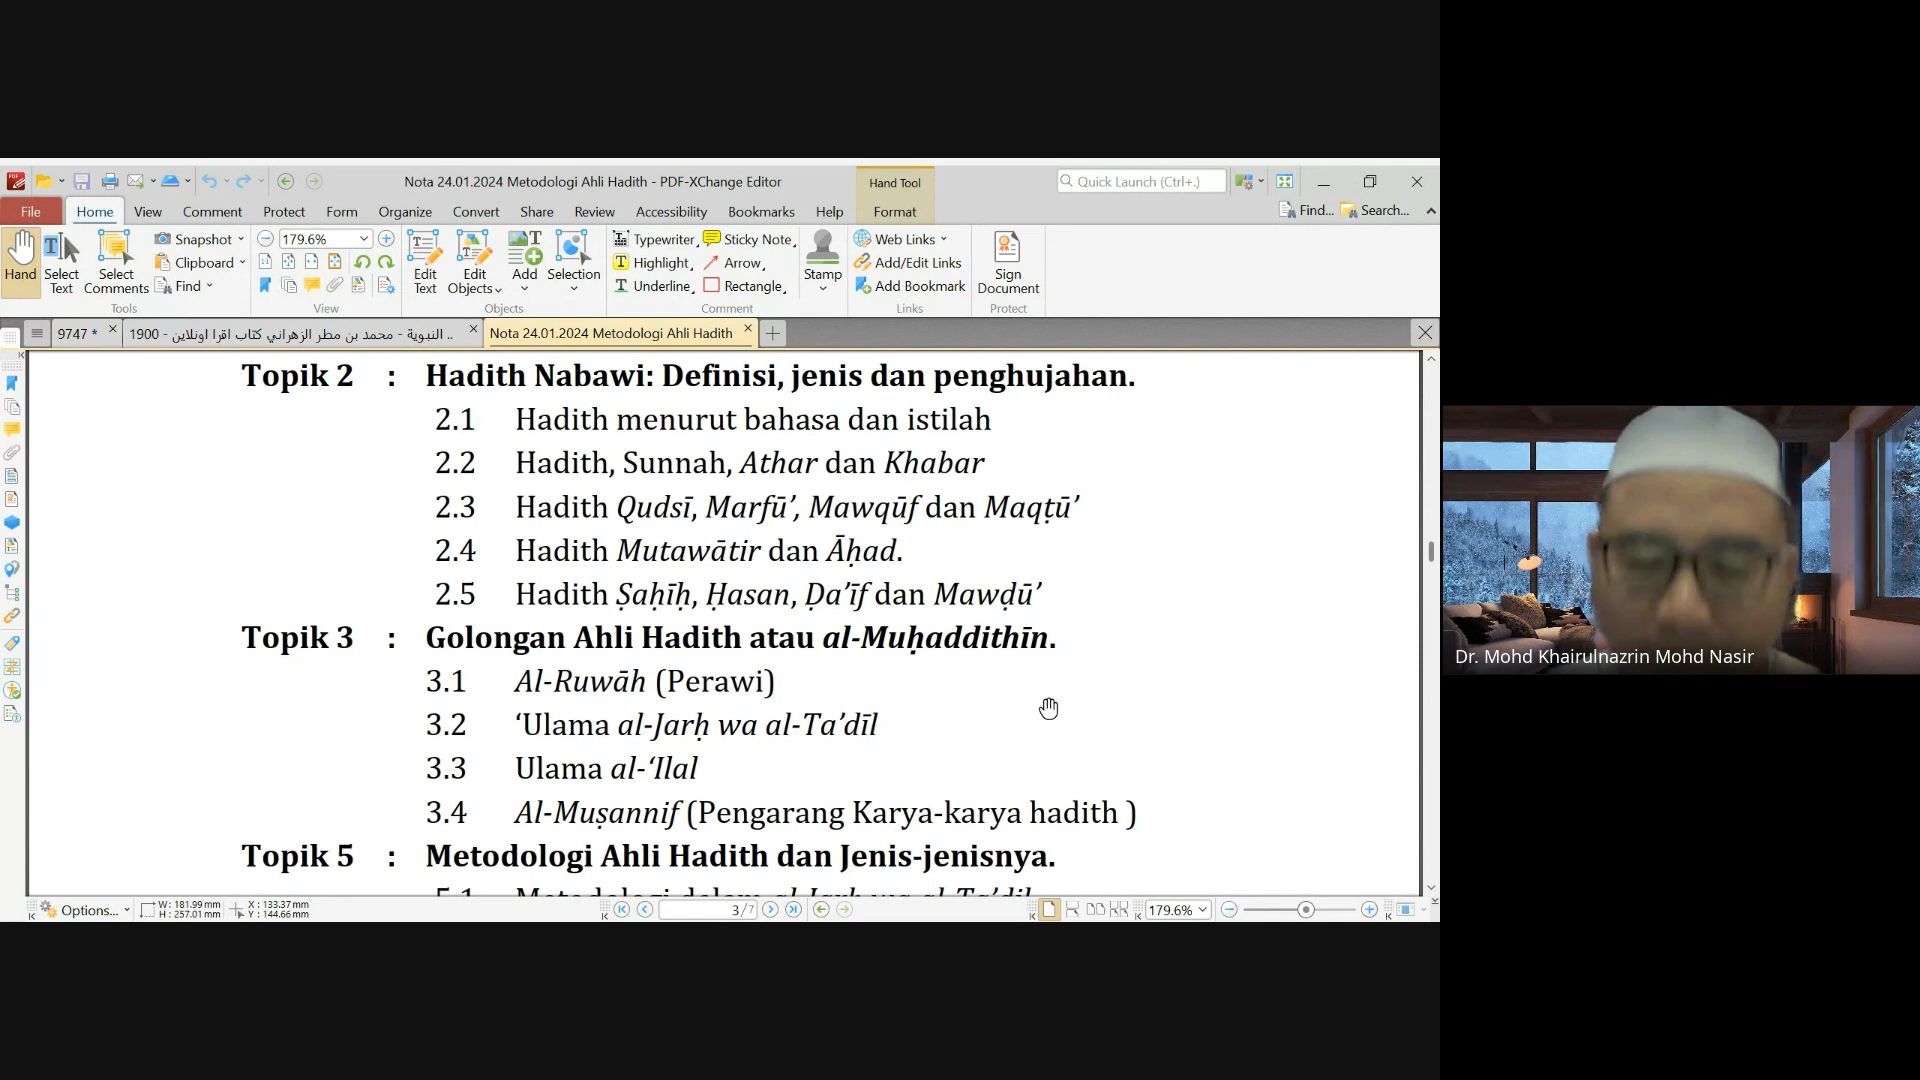 Nota 24.01.2024 Metodologi Ahli Hadith - PDF-XChange Editor
Hand Tool
Quick Launch (Ctrl+.)
File Home View Comment Protect Form Organize Convert Share Review Accessibility Bookmarks Help Format
Find... Search...
Hand
Select Text
Select Comments
Snapshot
Clipboard
Find
Tools
179.6%
View
Edit Text
Edit Objects
Add
Selection
Objects
Typewriter Sticky Note
Highlight Arrow
Underline Rectangle
Comment
Stamp
Web Links
Add/Edit Links
Add Bookmark
Links
Sign Document
Protect
9747 *
النبوية - محمد بن مطر الزهراني كتاب اقرا اونلاين - 1900 ..
Nota 24.01.2024 Metodologi Ahli Hadith
Topik 2 : Hadith Nabawi: Definisi, jenis dan penghujahan.
2.1 Hadith menurut bahasa dan istilah
2.2 Hadith, Sunnah, Athar dan Khabar
2.3 Hadith Qudsī, Marfū’, Mawqūf dan Maqṭū’
2.4 Hadith Mutawātir dan Āḥad.
2.5 Hadith Ṣaḥīḥ, Ḥasan, Ḍa’īf dan Mawḍū’
Topik 3 : Golongan Ahli Hadith atau al-Muḥaddithīn.
3.1 Al-Ruwāh (Perawi)
3.2 ‘Ulama al-Jarḥ wa al-Ta’dīl
3.3 Ulama al-‘Ilal
3.4 Al-Muṣannif (Pengarang Karya-karya hadith )
Topik 5 : Metodologi Ahli Hadith dan Jenis-jenisnya.
5.1 Metodologi dalam al-Jarh wa al-Ta’dil
Options...
W: 181.99 mm
H: 257.01 mm
X: 133.37 mm
Y: 144.66 mm
3/7
179.6%
Dr. Mohd Khairulnazrin Mohd Nasir